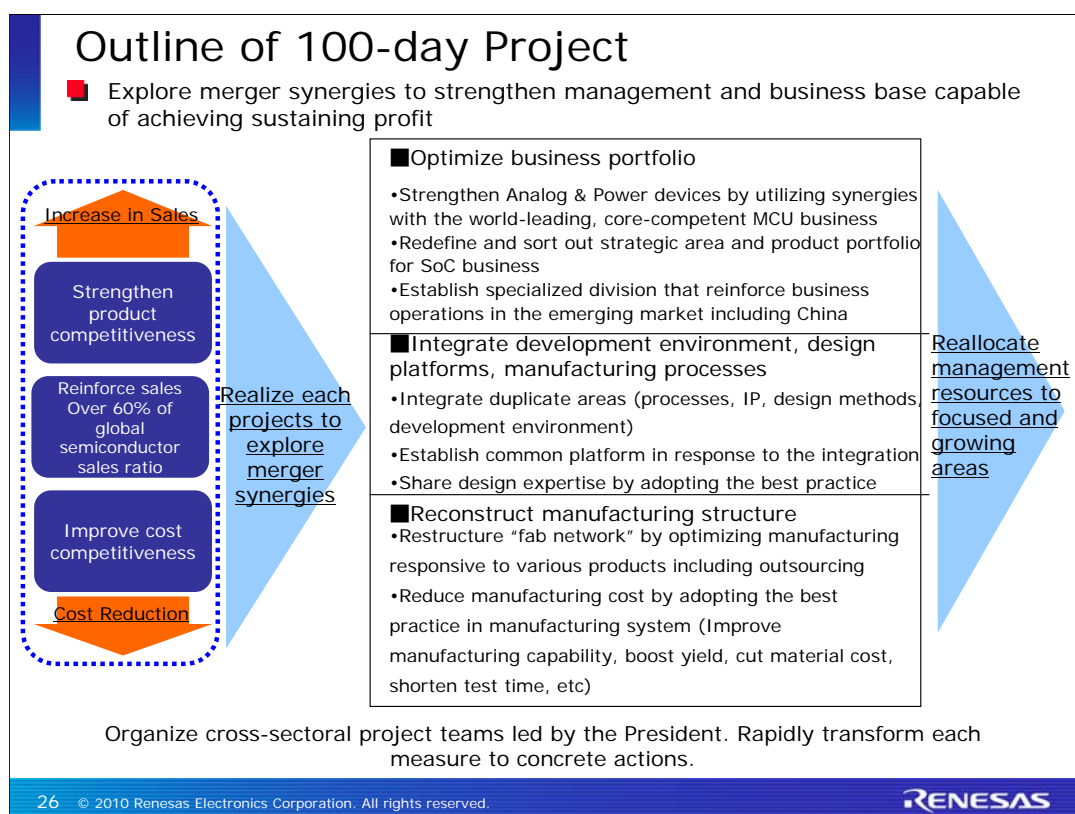 Outline of 100-day Project
Explore merger synergies to strengthen management and business base capable
of achieving sustaining profit
Increase in Sales
Strengthen
product
competitiveness
Reinforce sales
Over 60% of
global
semiconductor
sales ratio
Improve cost
competitiveness
Cost Reduction
Realize each
projects to
explore
merger
synergies
■Optimize business portfolio
•Strengthen Analog & Power devices by utilizing synergies
with the world-leading, core-competent MCU business
•Redefine and sort out strategic area and product portfolio
for SoC business
•Establish specialized division that reinforce business
operations in the emerging market including China
■Integrate development environment, design
platforms, manufacturing processes
•Integrate duplicate areas (processes, IP, design methods,
development environment)
•Establish common platform in response to the integration
•Share design expertise by adopting the best practice
■Reconstruct manufacturing structure
•Restructure “fab network” by optimizing manufacturing
responsive to various products including outsourcing
•Reduce manufacturing cost by adopting the best
practice in manufacturing system (Improve
manufacturing capability, boost yield, cut material cost,
shorten test time, etc)
Reallocate
management
resources to
focused and
growing
areas
Organize cross-sectoral project teams led by the President. Rapidly transform each
measure to concrete actions.
26 © 2010 Renesas Electronics Corporation. All rights reserved.
RENESAS